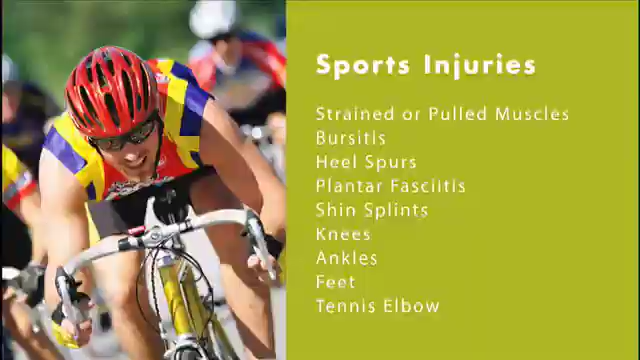 Sports Injuries
Strained or Pulled Muscles
Bursitis
Heel Spurs
Plantar Fasciitis
Shin Splints
Knees
Ankles
Feet
Tennis Elbow